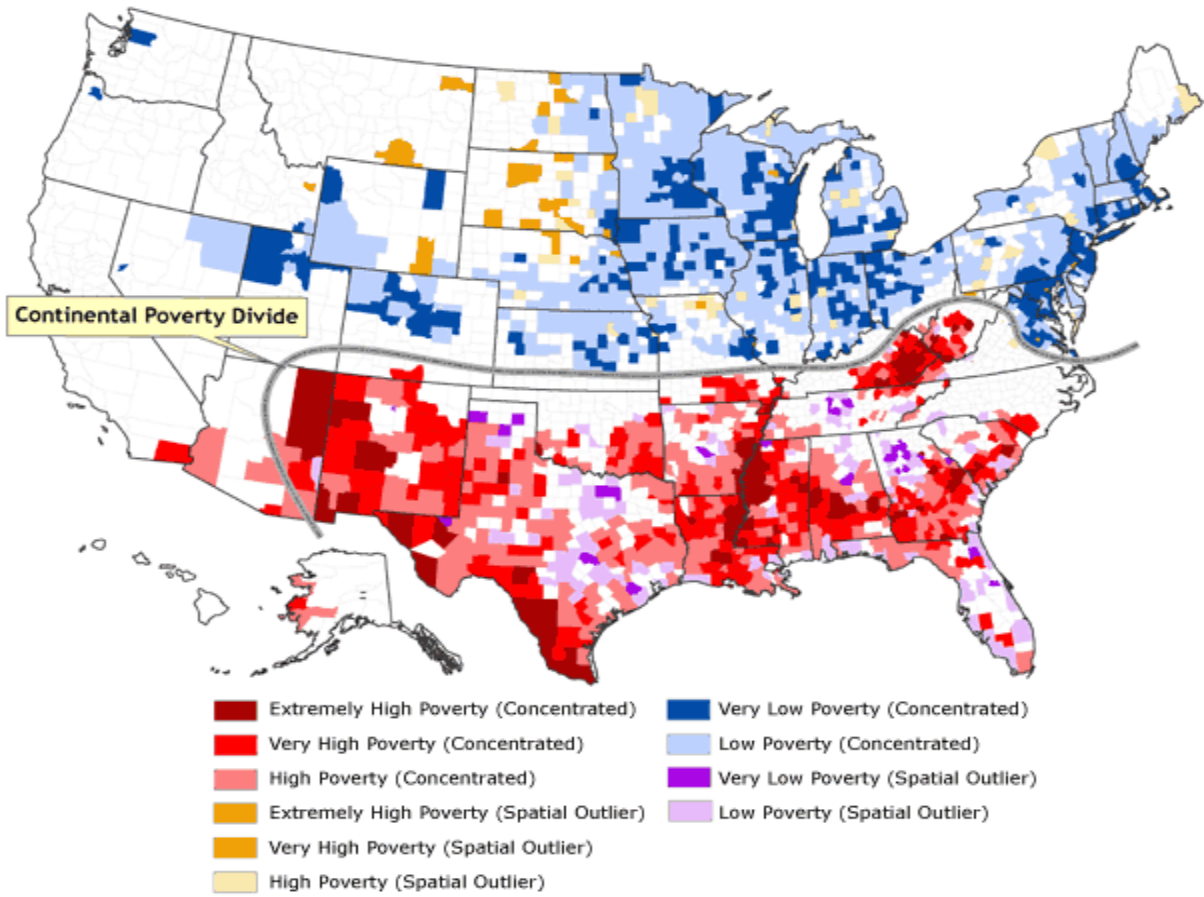 Continental Poverty Divide
Extremely High Poverty (Concentrated)
Very High Poverty (Concentrated)
High Poverty (Concentrated)
Extremely High Poverty (Spatial Outlier)
Very High Poverty (Spatial Outlier)
High Poverty (Spatial Outlier)
Very Low Poverty (Concentrated)
Low Poverty (Concentrated)
Very Low Poverty (Spatial Outlier)
Low Poverty (Spatial Outlier)